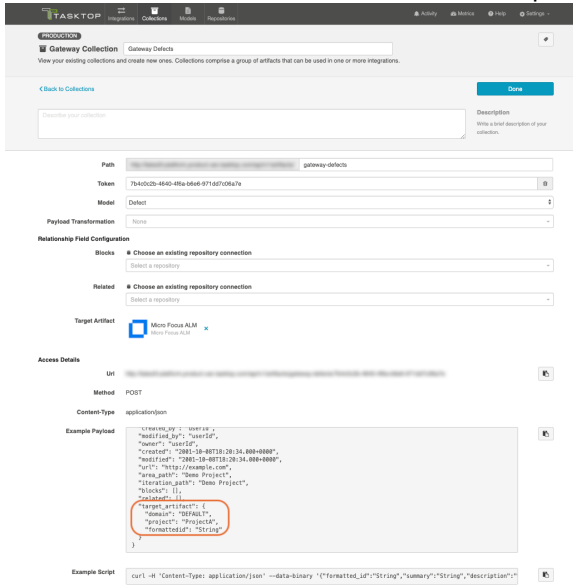 TASKTOP
Integrations
Collections
Models
Repositories
Activity
Metrics
Help
Settings
PRODUCTION
Gateway Collection
Gateway Defects
View your existing collections and create new ones. Collections comprise a group of artifacts that can be used in one or more integrations.
Back to Collections
Done
Describe your collection
Description
Write a brief description of your
collection.
Path
gateway-defects
Token
7b4c0c2b-4640-4f6a-b6e6-971dd7c06a7e
Model
Defect
Payload Transformation
None
Relationship Field Configuration
Blocks
Choose an existing repository connection
Select a repository
Related
Choose an existing repository connection
Select a repository
Target Artifact
Micro Focus ALM
×
Micro Focus ALM
Access Details
Url
Method
POST
Content-Type
application/json
Example Payload
"created_by": "userId",
"modified_by": "userId",
"owner": "userId",
"created": "2001-10-08T18:20:34.000+0000",
"modified": "2001-10-08T18:20:34.000+0000",
"url": "http://example.com",
"area_path": "Demo Project",
"iteration_path": "Demo Project",
"blocks": [],
"related": [],
"target_artifact": {
"domain": "DEFAULT",
"project": "ProjectA",
"formattedid": "String"
}
}
Example Script
curl -H 'Content-Type: application/json' --data-binary '{"formatted_id":"String","summary":"String","description":"